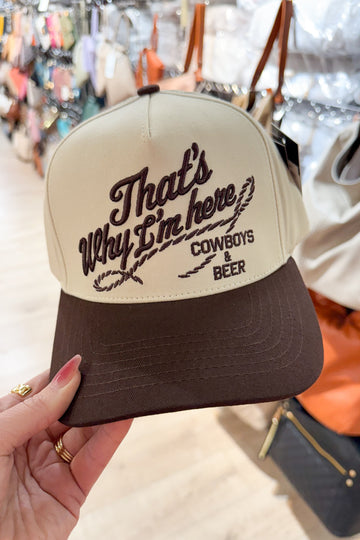 That's
Why I'm here
COWBOYS
&
BEER